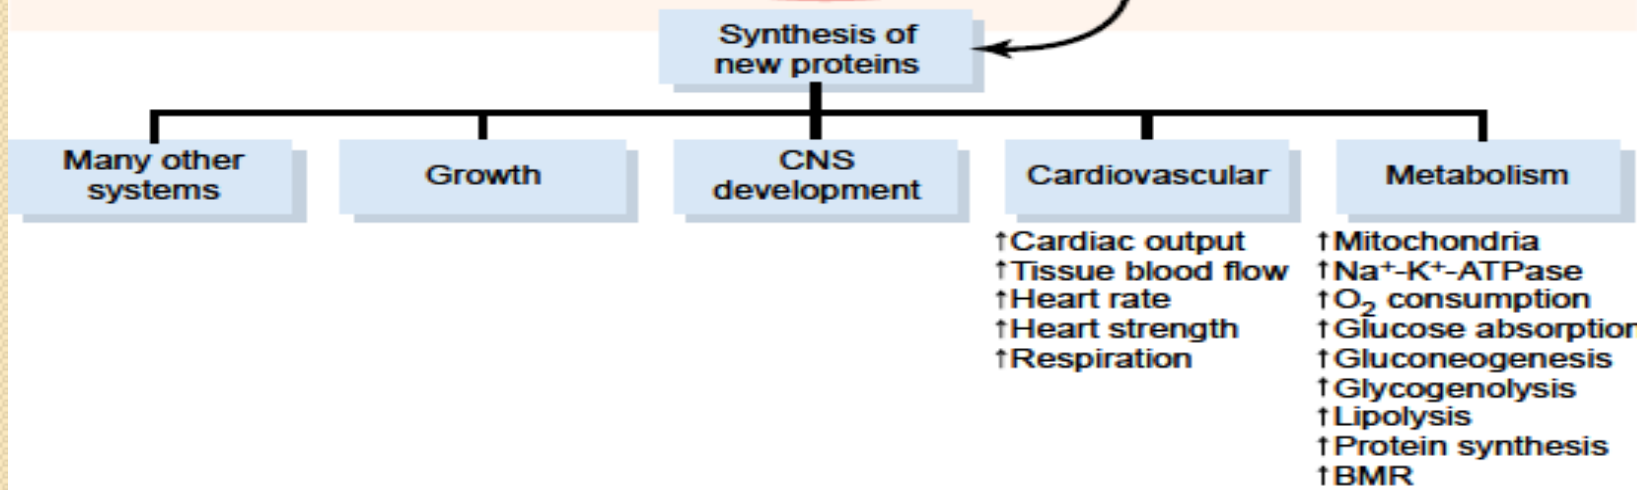 Synthesis of
new proteins
Many other
systems
Growth
CNS
development
Cardiovascular
↑Cardiac output
↑Tissue blood flow
↑Heart rate
↑Heart strength
↑Respiration
Metabolism
↑Mitochondria
↑Na⁺-K⁺-ATPase
↑O₂ consumption
↑Glucose absorption
↑Gluconeogenesis
↑Glycogenolysis
↑Lipolysis
↑Protein synthesis
↑BMR